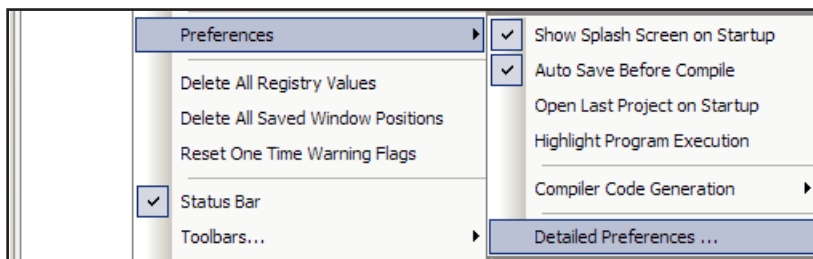 Preferences
Delete All Registry Values
Delete All Saved Window Positions
Reset One Time Warning Flags
Status Bar
Toolbars...
Show Splash Screen on Startup
Auto Save Before Compile
Open Last Project on Startup
Highlight Program Execution
Compiler Code Generation
Detailed Preferences ...